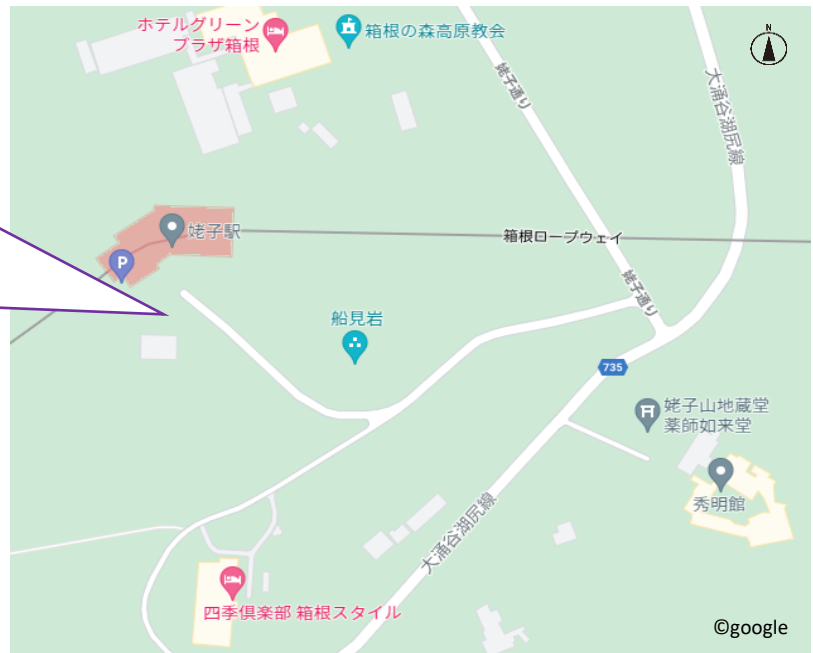 ホテルグリーン
プラザ箱根
箱根の森高原教会
N
姥子通り
大涌谷湖尻線
姥子駅
P
箱根ロープウェイ
姥子通り
船見岩
735
姥子山地蔵堂
薬師如来堂
秀明館
大涌谷湖尻線
四季倶楽部 箱根スタイル
©google